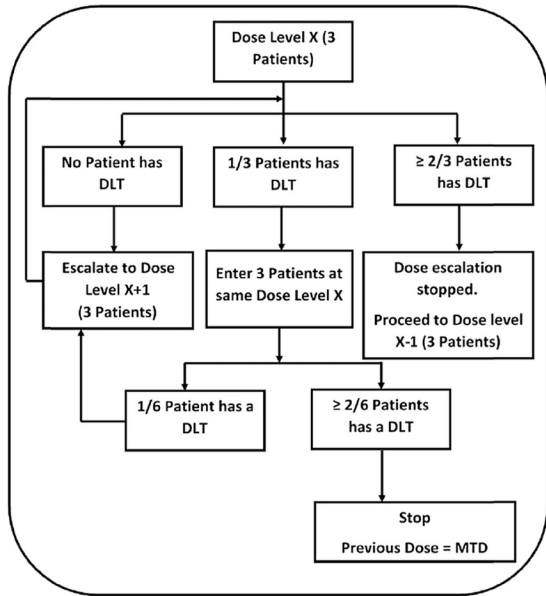 Dose Level X (3
Patients)
No Patient has
DLT
1/3 Patients has
DLT
≥ 2/3 Patients
has DLT
Escalate to Dose
Level X+1
(3 Patients)
Enter 3 Patients at
same Dose Level X
Dose escalation
stopped.
Proceed to Dose level
X-1 (3 Patients)
1/6 Patient has a
DLT
≥ 2/6 Patients
has a DLT
Stop
Previous Dose = MTD